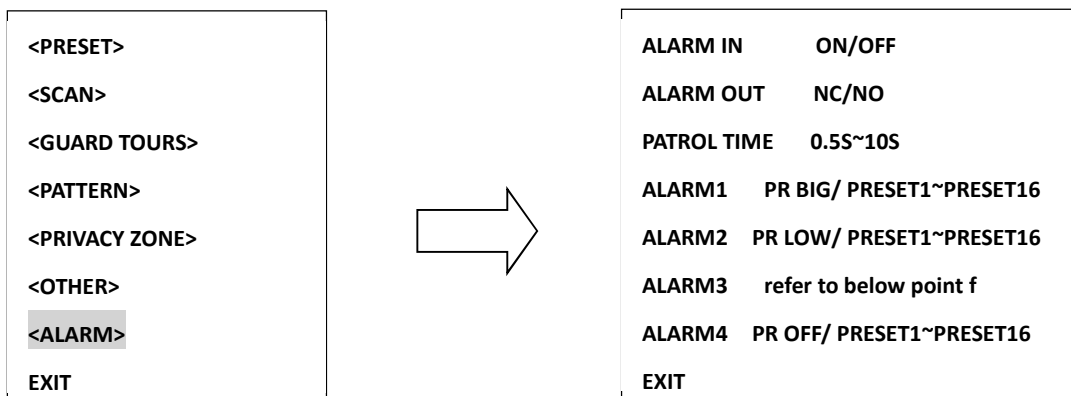 <PRESET>
<SCAN>
<GUARD TOURS>
<PATTERN>
<PRIVACY ZONE>
<OTHER>
<ALARM>
EXIT
ALARM IN ON/OFF
ALARM OUT NC/NO
PATROL TIME 0.5S~10S
ALARM1 PR BIG/ PRESET1~PRESET16
ALARM2 PR LOW/ PRESET1~PRESET16
ALARM3 refer to below point f
ALARM4 PR OFF/ PRESET1~PRESET16
EXIT